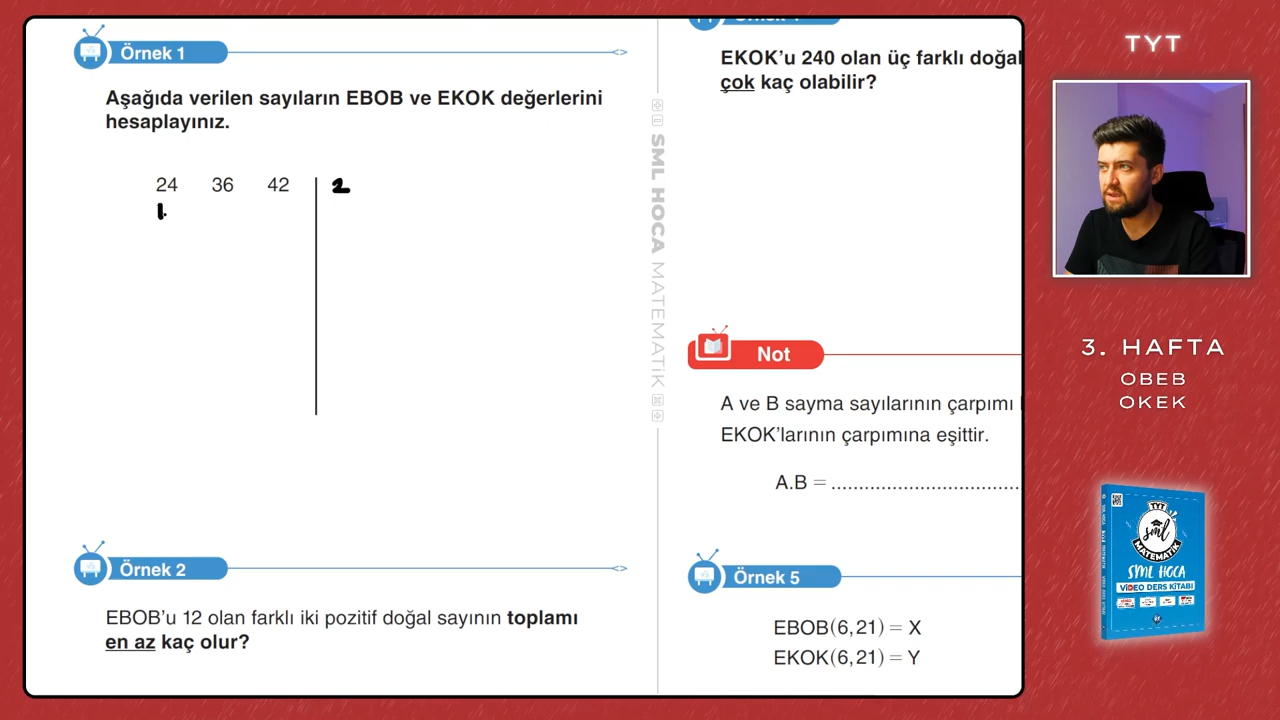 Örnek 1
Aşağıda verilen sayıların EBOB ve EKOK değerlerini
hesaplayınız.
24 36 42 2
1
Örnek 2
EBOB'u 12 olan farklı iki pozitif doğal sayının toplamı
en az kaç olur?
SML HOCA MATEMATİK
EKOK'u 240 olan üç farklı doğal
çok kaç olabilir?
Not
A ve B sayma sayılarının çarpımı
EKOK'larının çarpımına eşittir.
A.B = ..................................
Örnek 5
EBOB(6,21) = X
EKOK(6,21) = Y
TYT
3. HAFTA
OBEB
OKEK
TYT
sml
MATEMATİK
SML HOCA
VİDEO DERS KİTABI